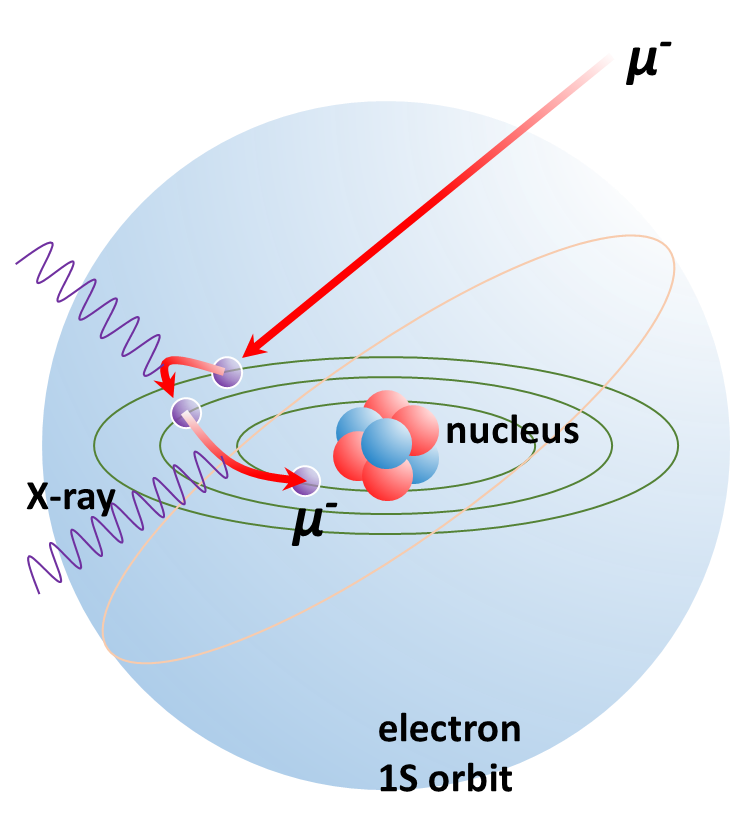 μ-
nucleus
X-ray
μ-
electron
1S orbit